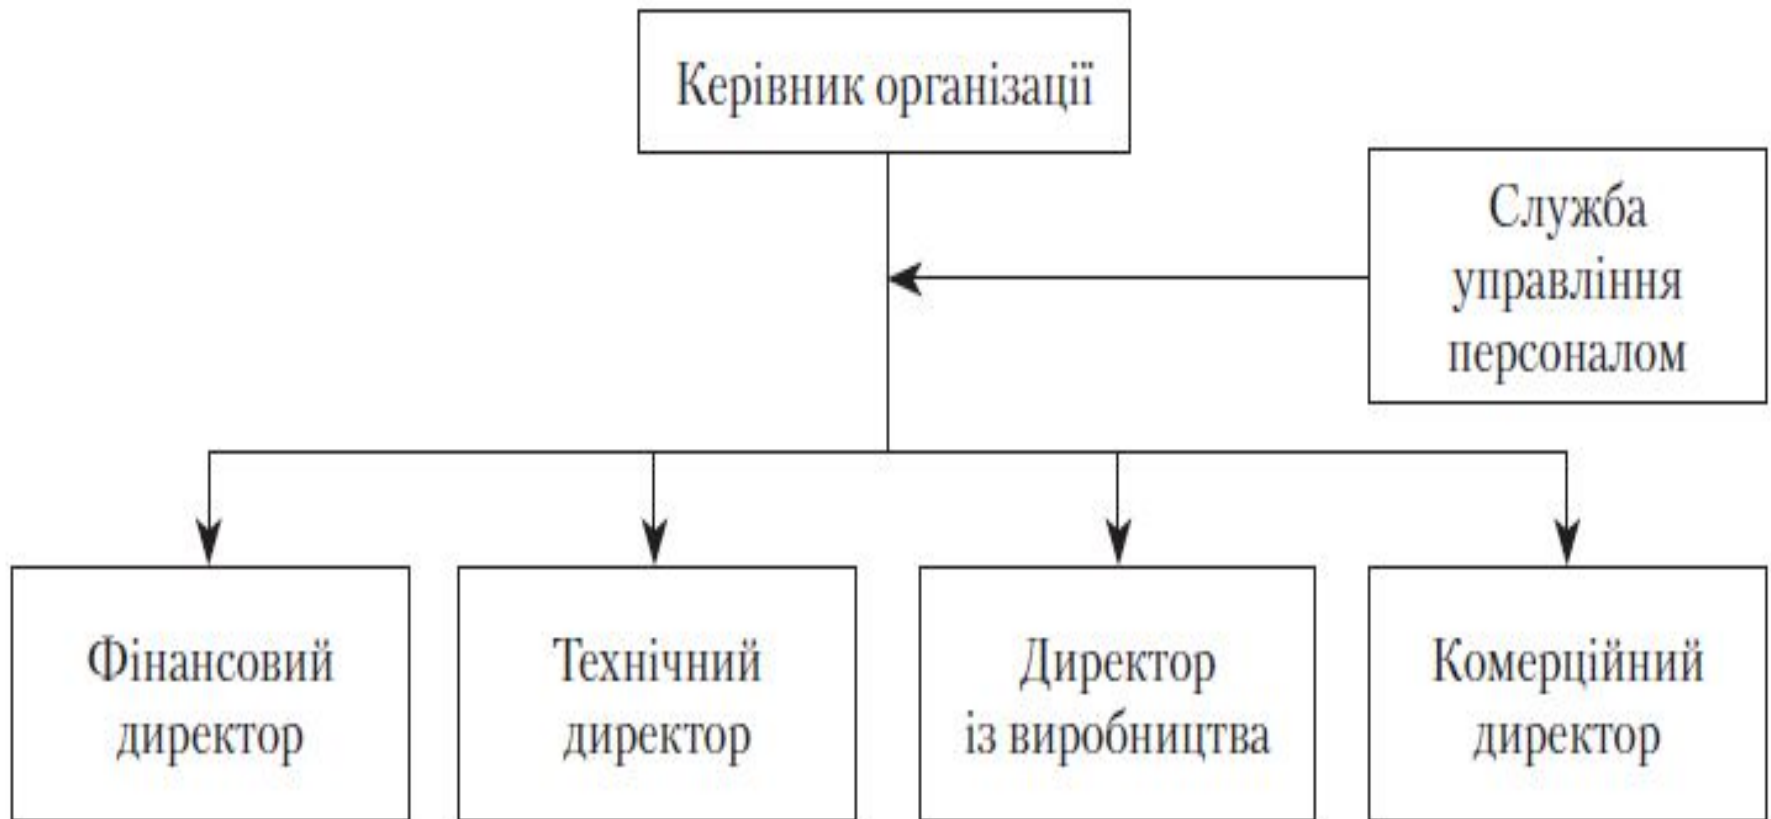 Керівник організації
Служба
управління
персоналом
Фінансовий
директор
Технічний
директор
Директор
із виробництва
Комерційний
директор